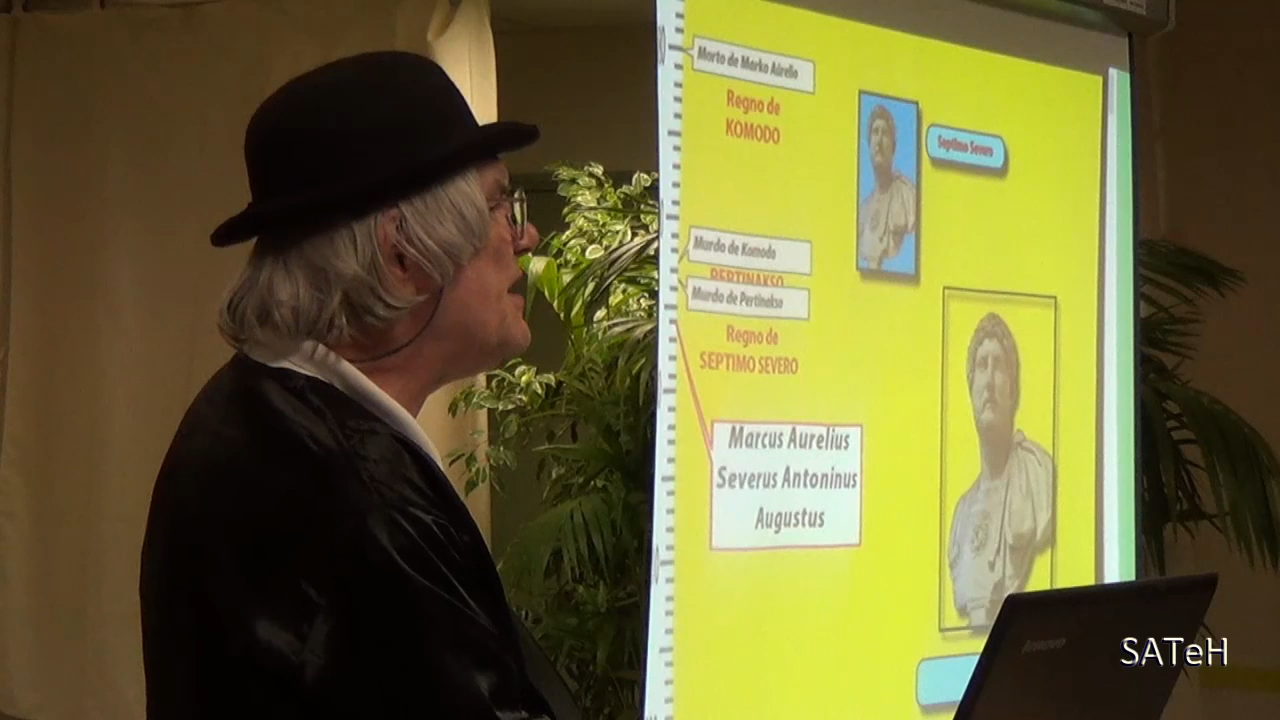 Morto de Marko Aŭrelio
Regno de
KOMODO
Septimo Severo
Murdo de Komodo
PERTINAKSO
Murdo de Pertinakso
Regno de
SEPTIMO SEVERO
Marcus Aurelius
Severus Antoninus
Augustus
lenovo
SATeH